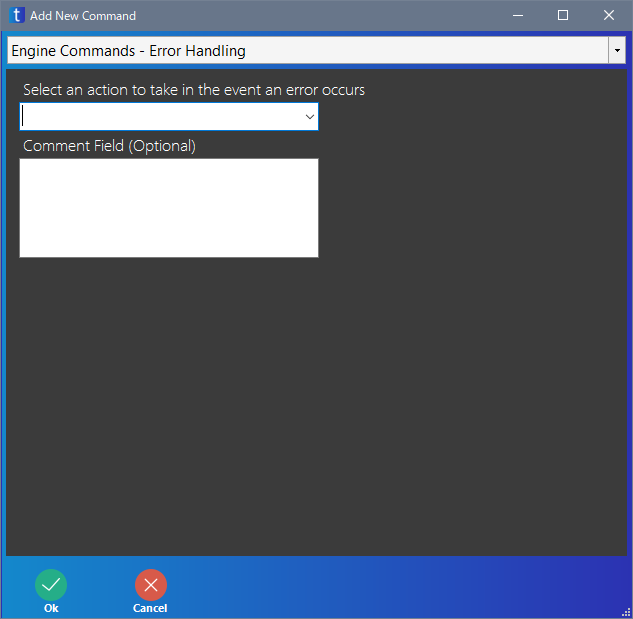 t Add New Command
Engine Commands - Error Handling
Select an action to take in the event an error occurs
Comment Field (Optional)
Ok Cancel